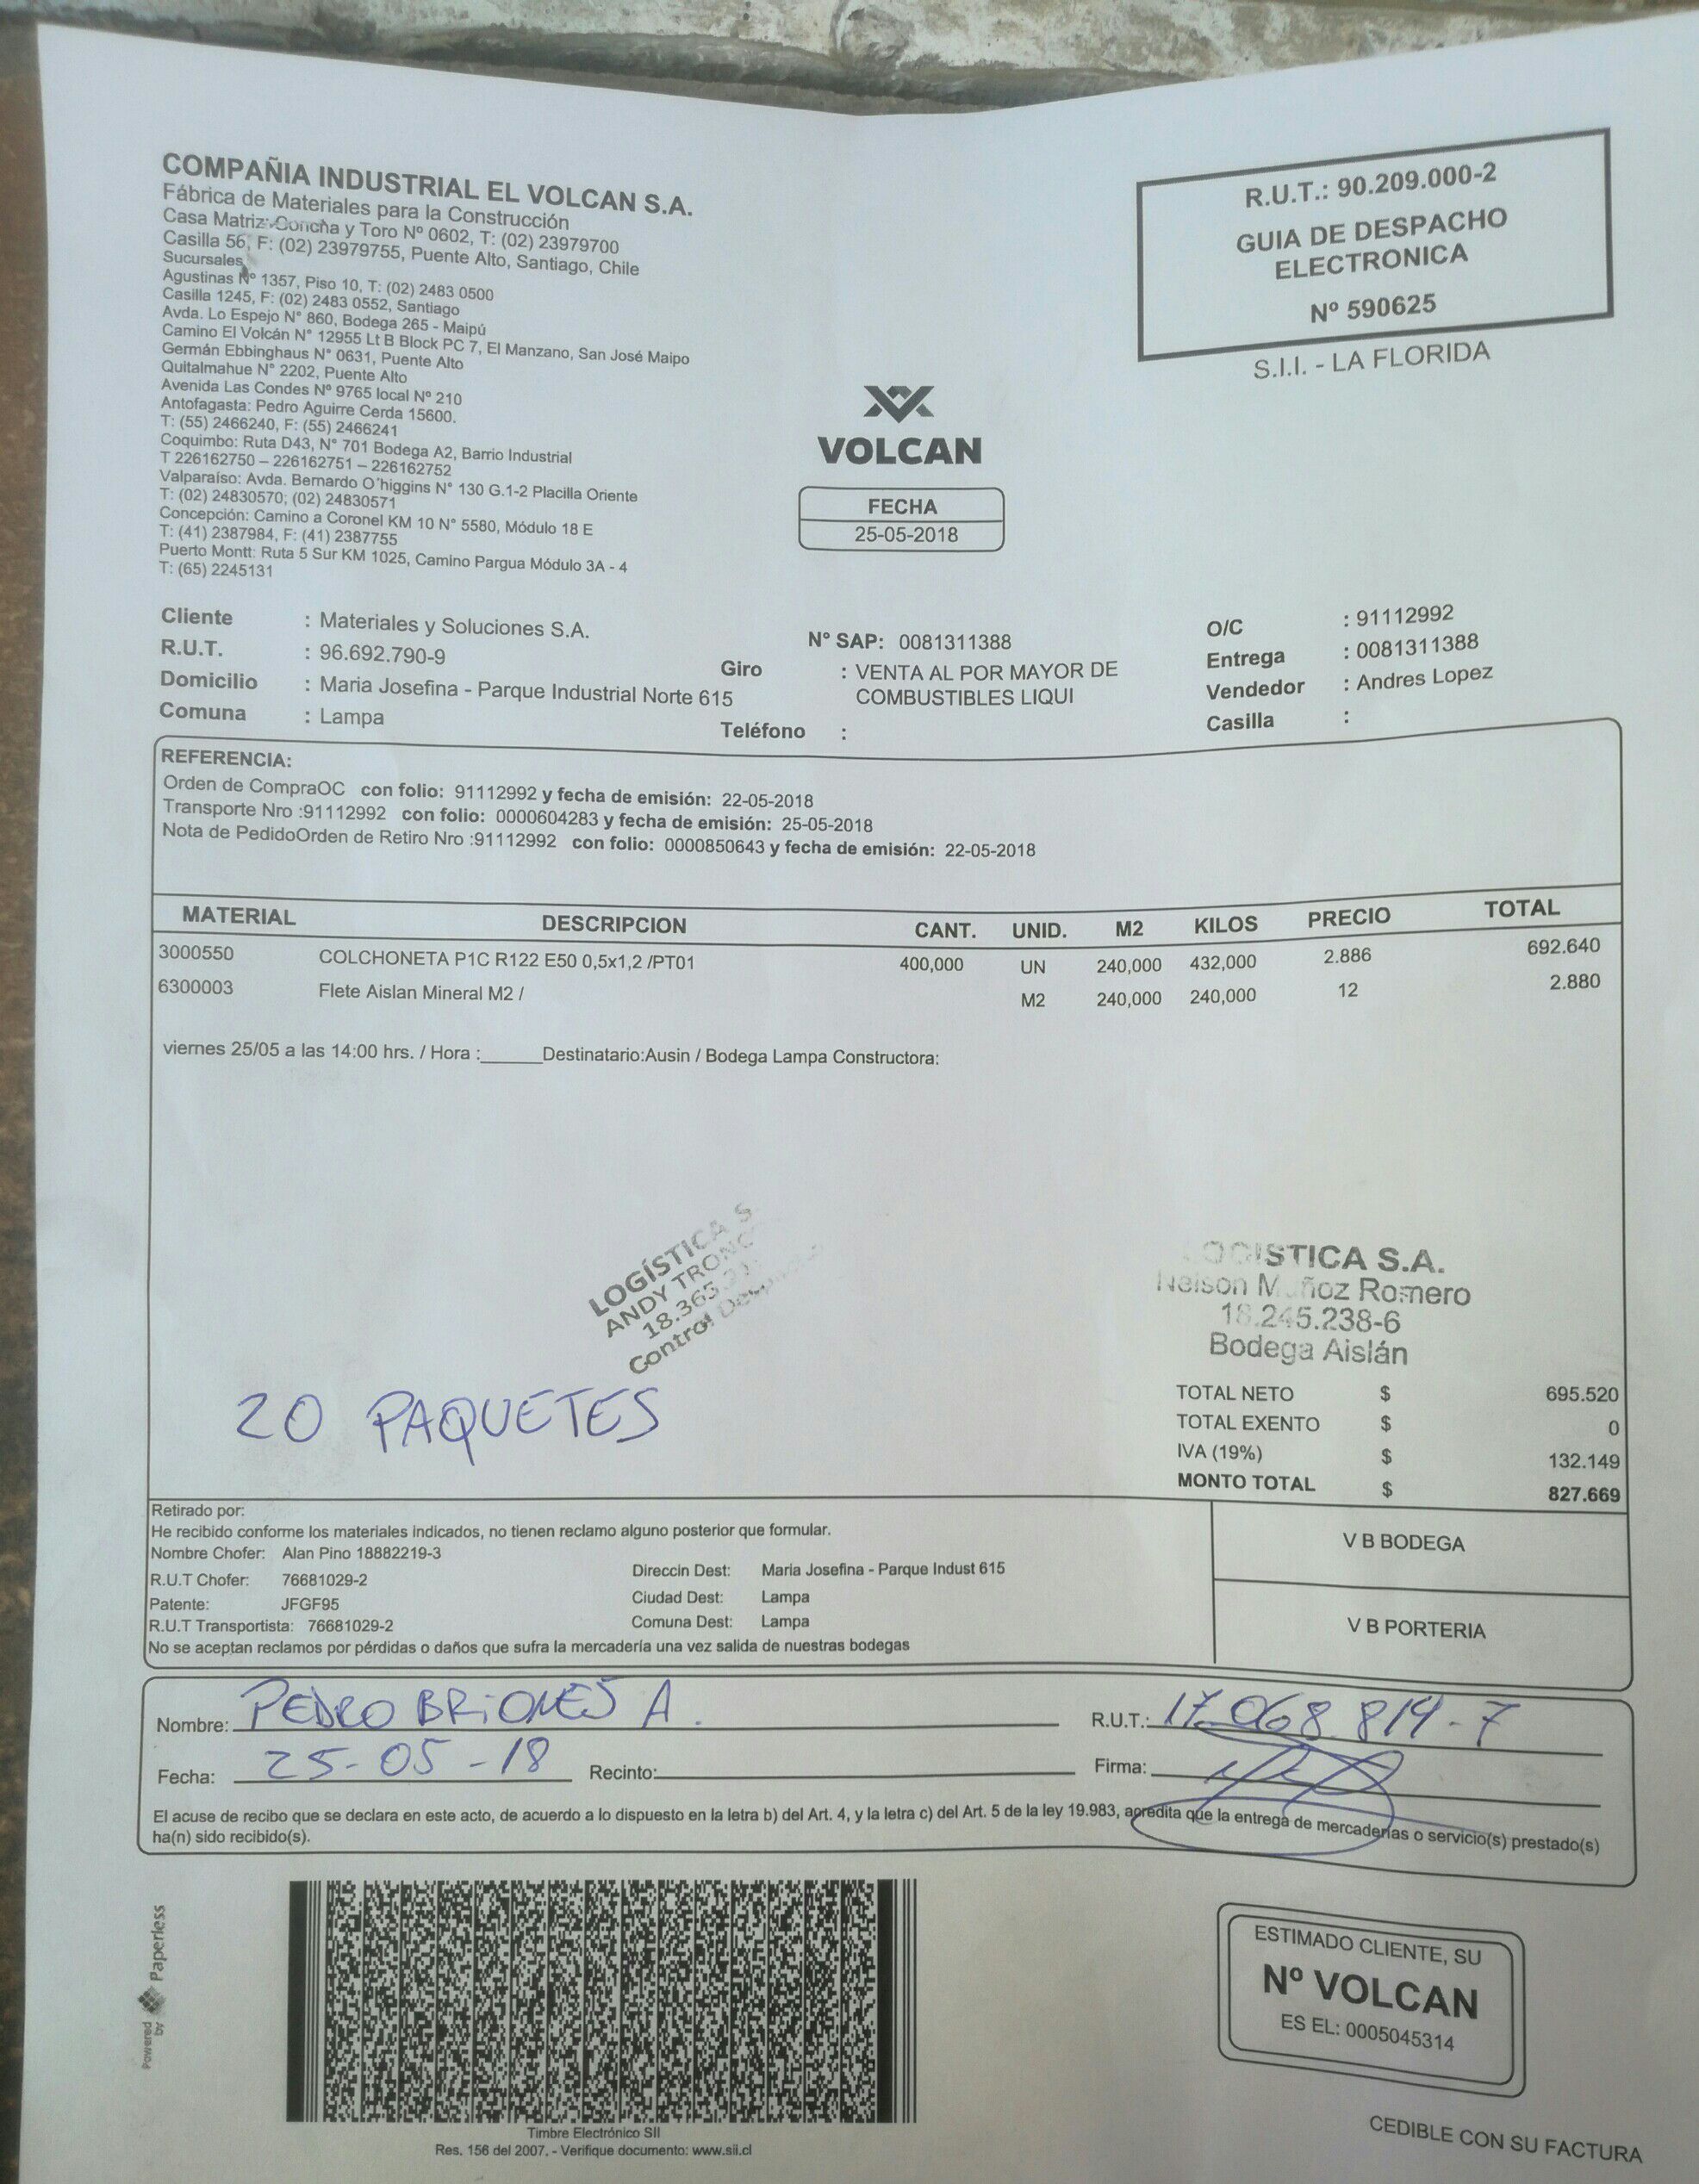 COMPAÑIA INDUSTRIAL EL VOLCAN S.A.
Fábrica de Materiales para la Construcción
Casa Matriz: Concha y Toro Nº 0602, T: (02) 23979700
Casilla 56, F: (02) 23979755, Puente Alto, Santiago, Chile
Sucursales
Agustinas Nº 1357, Piso 10, T: (02) 2483 0500
Casilla 1245, F: (02) 2483 0552, Santiago
Avda. Lo Espejo N° 860, Bodega 265 - Maipú
Camino El Volcán N° 12955 Lt B Block PC 7, El Manzano, San José Maipo
Germán Ebbinghaus N° 0631, Puente Alto
Quitalmahue N° 2202, Puente Alto
Avenida Las Condes Nº 9765 local Nº 210
Antofagasta: Pedro Aguirre Cerda 15600.
T: (55) 2466240, F: (55) 2466241
Coquimbo: Ruta D43, N° 701 Bodega A2, Barrio Industrial
T 226162750 – 226162751 – 226162752
Valparaíso: Avda. Bernardo O´higgins N° 130 G.1-2 Placilla Oriente
T: (02) 24830570; (02) 24830571
Concepción: Camino a Coronel KM 10 N° 5580, Módulo 18 E
T: (41) 2387984, F: (41) 2387755
Puerto Montt: Ruta 5 Sur KM 1025, Camino Pargua Módulo 3A - 4
T: (65) 2245131
R.U.T.: 90.209.000-2
GUIA DE DESPACHO
ELECTRONICA
Nº 590625
S.I.I. - LA FLORIDA
VOLCAN
FECHA
25-05-2018
Cliente : Materiales y Soluciones S.A.
R.U.T. : 96.692.790-9
Domicilio : Maria Josefina - Parque Industrial Norte 615
Comuna : Lampa
N° SAP: 0081311388
Giro : VENTA AL POR MAYOR DE
COMBUSTIBLES LIQUI
Teléfono :
O/C : 91112992
Entrega : 0081311388
Vendedor : Andres Lopez
Casilla :
REFERENCIA:
Orden de CompraOC con folio: 91112992 y fecha de emisión: 22-05-2018
Transporte Nro :91112992 con folio: 0000604283 y fecha de emisión: 25-05-2018
Nota de PedidoOrden de Retiro Nro :91112992 con folio: 0000850643 y fecha de emisión: 22-05-2018
MATERIAL DESCRIPCION CANT. UNID. M2 KILOS PRECIO TOTAL
3000550 COLCHONETA P1C R122 E50 0,5x1,2 /PT01 400,000 UN 240,000 432,000 2.886 692.640
6300003 Flete Aislan Mineral M2 / M2 240,000 240,000 12 2.880
viernes 25/05 a las 14:00 hrs. / Hora :______Destinatario:Ausin / Bodega Lampa Constructora:
LOGÍSTICA S
ANDY TRONC
18.365.
Control
OGISTICA S.A.
Nelson Muñoz Romero
18.245.238-6
Bodega Aislán
20 PAQUETES
TOTAL NETO $ 695.520
TOTAL EXENTO $ 0
IVA (19%) $ 132.149
MONTO TOTAL $ 827.669
Retirado por:
He recibido conforme los materiales indicados, no tienen reclamo alguno posterior que formular.
Nombre Chofer: Alan Pino 18882219-3
R.U.T Chofer: 76681029-2
Patente: JFGF95
R.U.T Transportista: 76681029-2
Direccin Dest: Maria Josefina - Parque Indust 615
Ciudad Dest: Lampa
Comuna Dest: Lampa
No se aceptan reclamos por pérdidas o daños que sufra la mercadería una vez salida de nuestras bodegas
V B BODEGA
V B PORTERIA
Nombre: PEDRO BRIONES A.
R.U.T.: 17.068.819-7
Fecha: 25-05-18 Recinto:
Firma:
El acuse de recibo que se declara en este acto, de acuerdo a lo dispuesto en la letra b) del Art. 4, y la letra c) del Art. 5 de la ley 19.983, apredita que la entrega de mercaderías o servicio(s) prestado(s)
ha(n) sido recibido(s).
Powered by Paperless
Timbre Electrónico SII
Res. 156 del 2007. - Verifique documento: www.sii.cl
ESTIMADO CLIENTE, SU
Nº VOLCAN
ES EL: 0005045314
CEDIBLE CON SU FACTURA